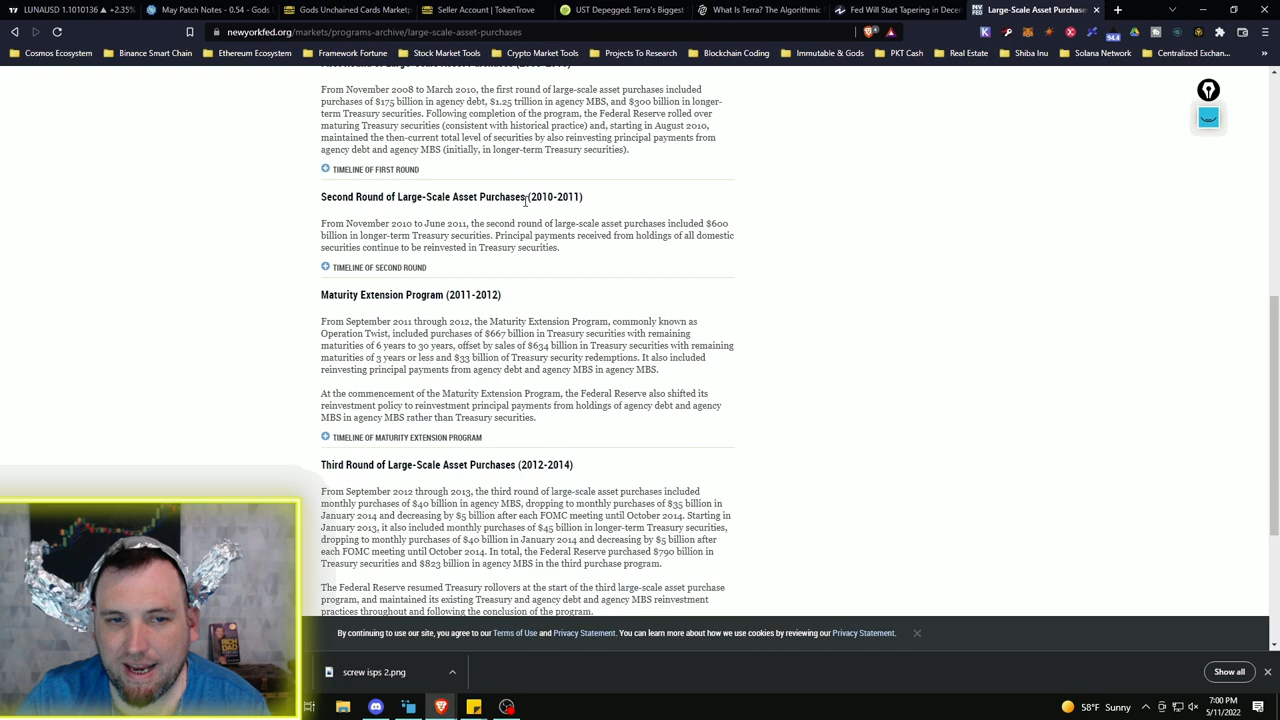 LUNAUSD 1.1010136 ▲ +2.35%
May Patch Notes - 0.54 - Gods
Gods Unchained Cards Marketp
Seller Account | TokenTrove
UST Depegged: Terra's Biggest
What Is Terra? The Algorithmic
Fed Will Start Tapering in Decem
Large-Scale Asset Purchases
newyorkfed.org/markets/programs-archive/large-scale-asset-purchases
Cosmos Ecosystem
Binance Smart Chain
Ethereum Ecosystem
Framework Fortune
Stock Market Tools
Crypto Market Tools
Projects To Research
Blockchain Coding
Immutable & Gods
PKT Cash
Real Estate
Shiba / Solana
Solana Network
Centralized Exchan...
From November 2008 to March 2010, the first round of large-scale asset purchases included
purchases of $175 billion in agency debt, $1.25 trillion in agency MBS, and $300 billion in longer-
term Treasury securities. Following completion of the program, the Federal Reserve rolled over
maturing Treasury securities (consistent with historical practice) and, starting in August 2010,
maintained the then-current total level of securities by also reinvesting principal payments from
agency debt and agency MBS (initially, in longer-term Treasury securities).
TIMELINE OF FIRST ROUND
Second Round of Large-Scale Asset Purchases (2010-2011)
From November 2010 to June 2011, the second round of large-scale asset purchases included $600
billion in longer-term Treasury securities. Principal payments received from holdings of all domestic
securities continue to be reinvested in Treasury securities.
TIMELINE OF SECOND ROUND
Maturity Extension Program (2011-2012)
From September 2011 through 2012, the Maturity Extension Program, commonly known as
Operation Twist, included purchases of $667 billion in Treasury securities with remaining
maturities of 6 years to 30 years, offset by sales of $634 billion in Treasury securities with remaining
maturities of 3 years or less and $33 billion of Treasury security redemptions. It also included
reinvesting principal payments from agency debt and agency MBS in agency MBS.
At the commencement of the Maturity Extension Program, the Federal Reserve also shifted its
reinvestment policy to reinvestment principal payments from holdings of agency debt and agency
MBS in agency MBS rather than Treasury securities.
TIMELINE OF MATURITY EXTENSION PROGRAM
Third Round of Large-Scale Asset Purchases (2012-2014)
From September 2012 through 2013, the third round of large-scale asset purchases included
monthly purchases of $40 billion in agency MBS, dropping to monthly purchases of $35 billion in
January 2014 and decreasing by $5 billion after each FOMC meeting until October 2014. Starting in
January 2013, it also included monthly purchases of $45 billion in longer-term Treasury securities,
dropping to monthly purchases of $40 billion in January 2014 and decreasing by $5 billion after
each FOMC meeting until October 2014. In total, the Federal Reserve purchased $790 billion in
Treasury securities and $823 billion in agency MBS in the third purchase program.
The Federal Reserve resumed Treasury rollovers at the start of the third large-scale asset purchase
program, and maintained its existing Treasury and agency debt and agency MBS reinvestment
practices throughout and following the conclusion of the program.
By continuing to use our site, you agree to our Terms of Use and Privacy Statement. You can learn more about how we use cookies by reviewing our Privacy Statement.
RICH
DAD
screw isps 2.png
Show all
58°F Sunny
7:00 PM
5/11/2022